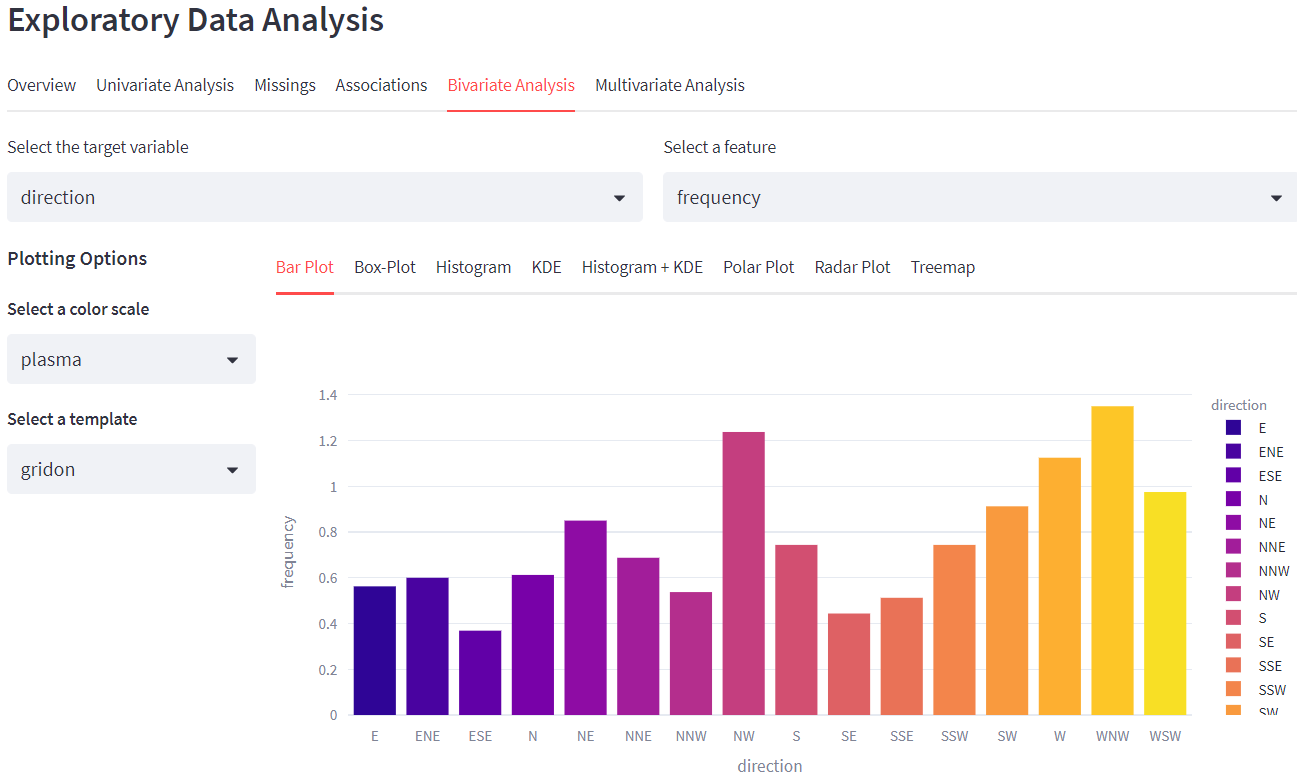 Exploratory Data Analysis
Overview Univariate Analysis Missings Associations Bivariate Analysis Multivariate Analysis
Select the target variable Select a feature
direction frequency
Plotting Options
Bar Plot Box-Plot Histogram KDE Histogram + KDE Polar Plot Radar Plot Treemap
Select a color scale
plasma
Select a template
gridon
frequency
1.4
1.2
1
0.8
0.6
0.4
0.2
0
E ENE ESE N NE NNE NNW NW S SE SSE SSW SW W WNW WSW
direction
direction
E
ENE
ESE
N
NE
NNE
NNW
NW
S
SE
SSE
SSW
SW